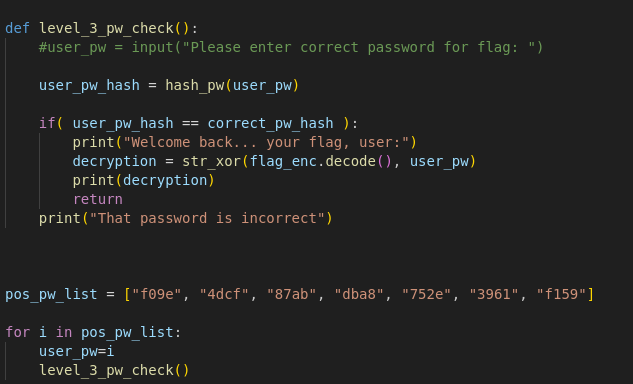 def level_3_pw_check():
    #user_pw = input("Please enter correct password for flag: ")
    user_pw_hash = hash_pw(user_pw)
    if( user_pw_hash == correct_pw_hash ):
        print("Welcome back... your flag, user:")
        decryption = str_xor(flag_enc.decode(), user_pw)
        print(decryption)
        return
    print("That password is incorrect")
pos_pw_list = ["f09e", "4dcf", "87ab", "dba8", "752e", "3961", "f159"]
for i in pos_pw_list:
    user_pw=i
    level_3_pw_check()